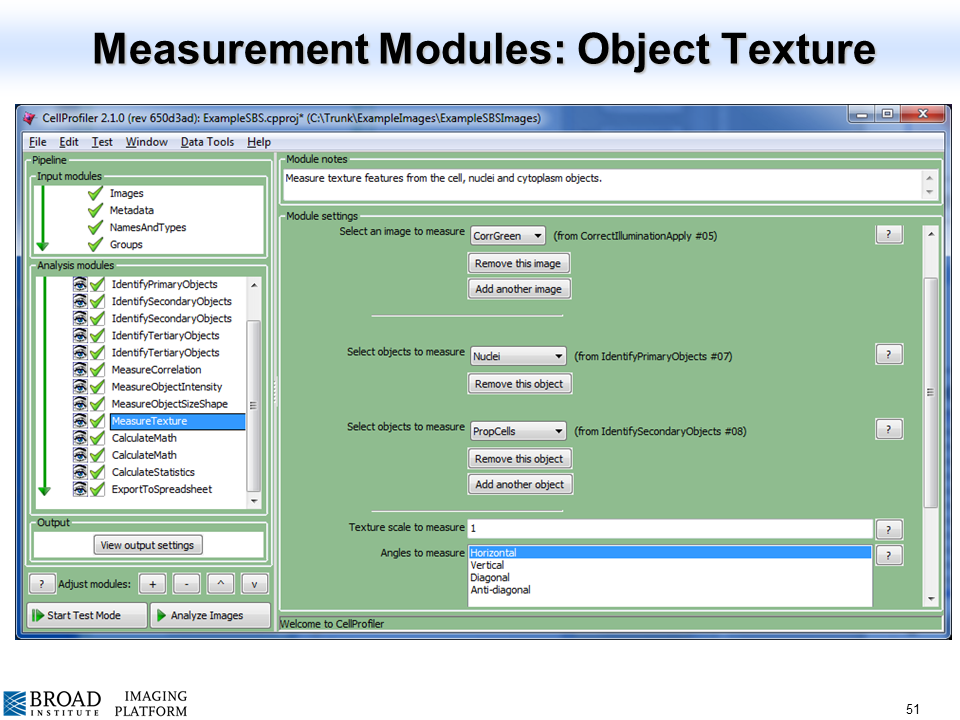 Measurement Modules: Object Texture
CellProfiler 2.1.0 (rev 650d3ad): ExampleSBS.cpproj* (C:\Trunk\ExampleImages\ExampleSBSImages)
File Edit Test Window Data Tools Help
Pipeline
Input modules
Images
Metadata
NamesAndTypes
Groups
Analysis modules
IdentifyPrimaryObjects
IdentifySecondaryObjects
IdentifySecondaryObjects
IdentifyTertiaryObjects
IdentifyTertiaryObjects
MeasureCorrelation
MeasureObjectIntensity
MeasureObjectSizeShape
MeasureTexture
CalculateMath
CalculateMath
CalculateStatistics
ExportToSpreadsheet
Output
View output settings
? Adjust modules: + - ^ v
Start Test Mode Analyze Images
Module notes
Measure texture features from the cell, nuclei and cytoplasm objects.
Module settings
Select an image to measure CorrGreen (from CorrectIlluminationApply #05) ?
Remove this image
Add another image
Select objects to measure Nuclei (from IdentifyPrimaryObjects #07) ?
Remove this object
Select objects to measure PropCells (from IdentifySecondaryObjects #08) ?
Remove this object
Add another object
Texture scale to measure 1 ?
Angles to measure Horizontal ?
Vertical
Diagonal
Anti-diagonal
Welcome to CellProfiler
BROAD
INSTITUTE
IMAGING
PLATFORM
51